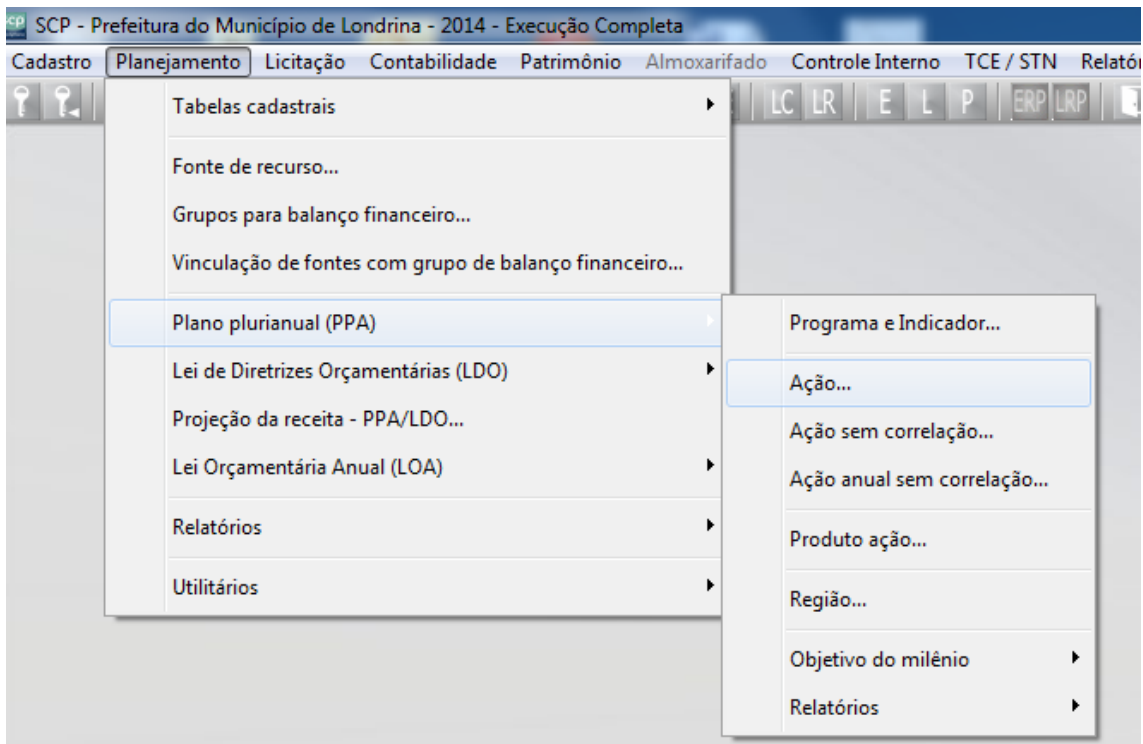 SCP - Prefeitura do Município de Londrina - 2014 - Execução Completa
Cadastro Planejamento Licitação Contabilidade Patrimônio Almoxarifado Controle Interno TCE / STN Relatór
LC LR E L P ERP LRP
Tabelas cadastrais
Fonte de recurso...
Grupos para balanço financeiro...
Vinculação de fontes com grupo de balanço financeiro...
Plano plurianual (PPA)
Lei de Diretrizes Orçamentárias (LDO)
Projeção da receita - PPA/LDO...
Lei Orçamentária Anual (LOA)
Relatórios
Utilitários
Programa e Indicador...
Ação...
Ação sem correlação...
Ação anual sem correlação...
Produto ação...
Região...
Objetivo do milênio
Relatórios